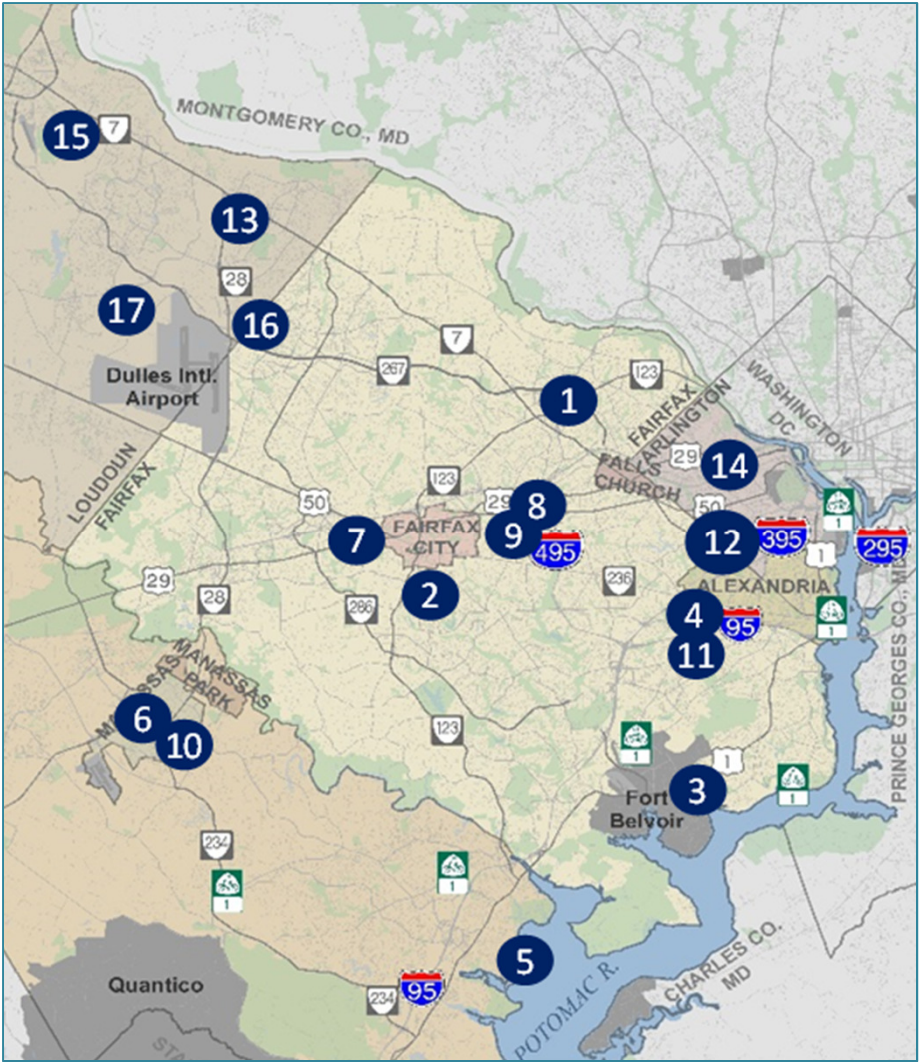 MONTGOMERY CO., MD
15
7
13
28
17
16
7
Dulles Intl.
Airport
267
123
1
WASHINGTON
DC
FAIRFAX
ARLINGTON
LOUDOUN
FAIRFAX
29
14
FALLS
CHURCH
123
50
29
8
50
1
7
FAIRFAX
CITY
9
495
12
395
1
295
29
28
286
2
236
ALEXANDRIA
4
95
1
11
PRINCE GEORGES CO., MD
MANASSAS
PARK
6
10
123
1
1
1
3
Fort
Belvoir
234
1
1
5
Quantico
234
95
POTOMAC R.
CHARLES CO.
MD